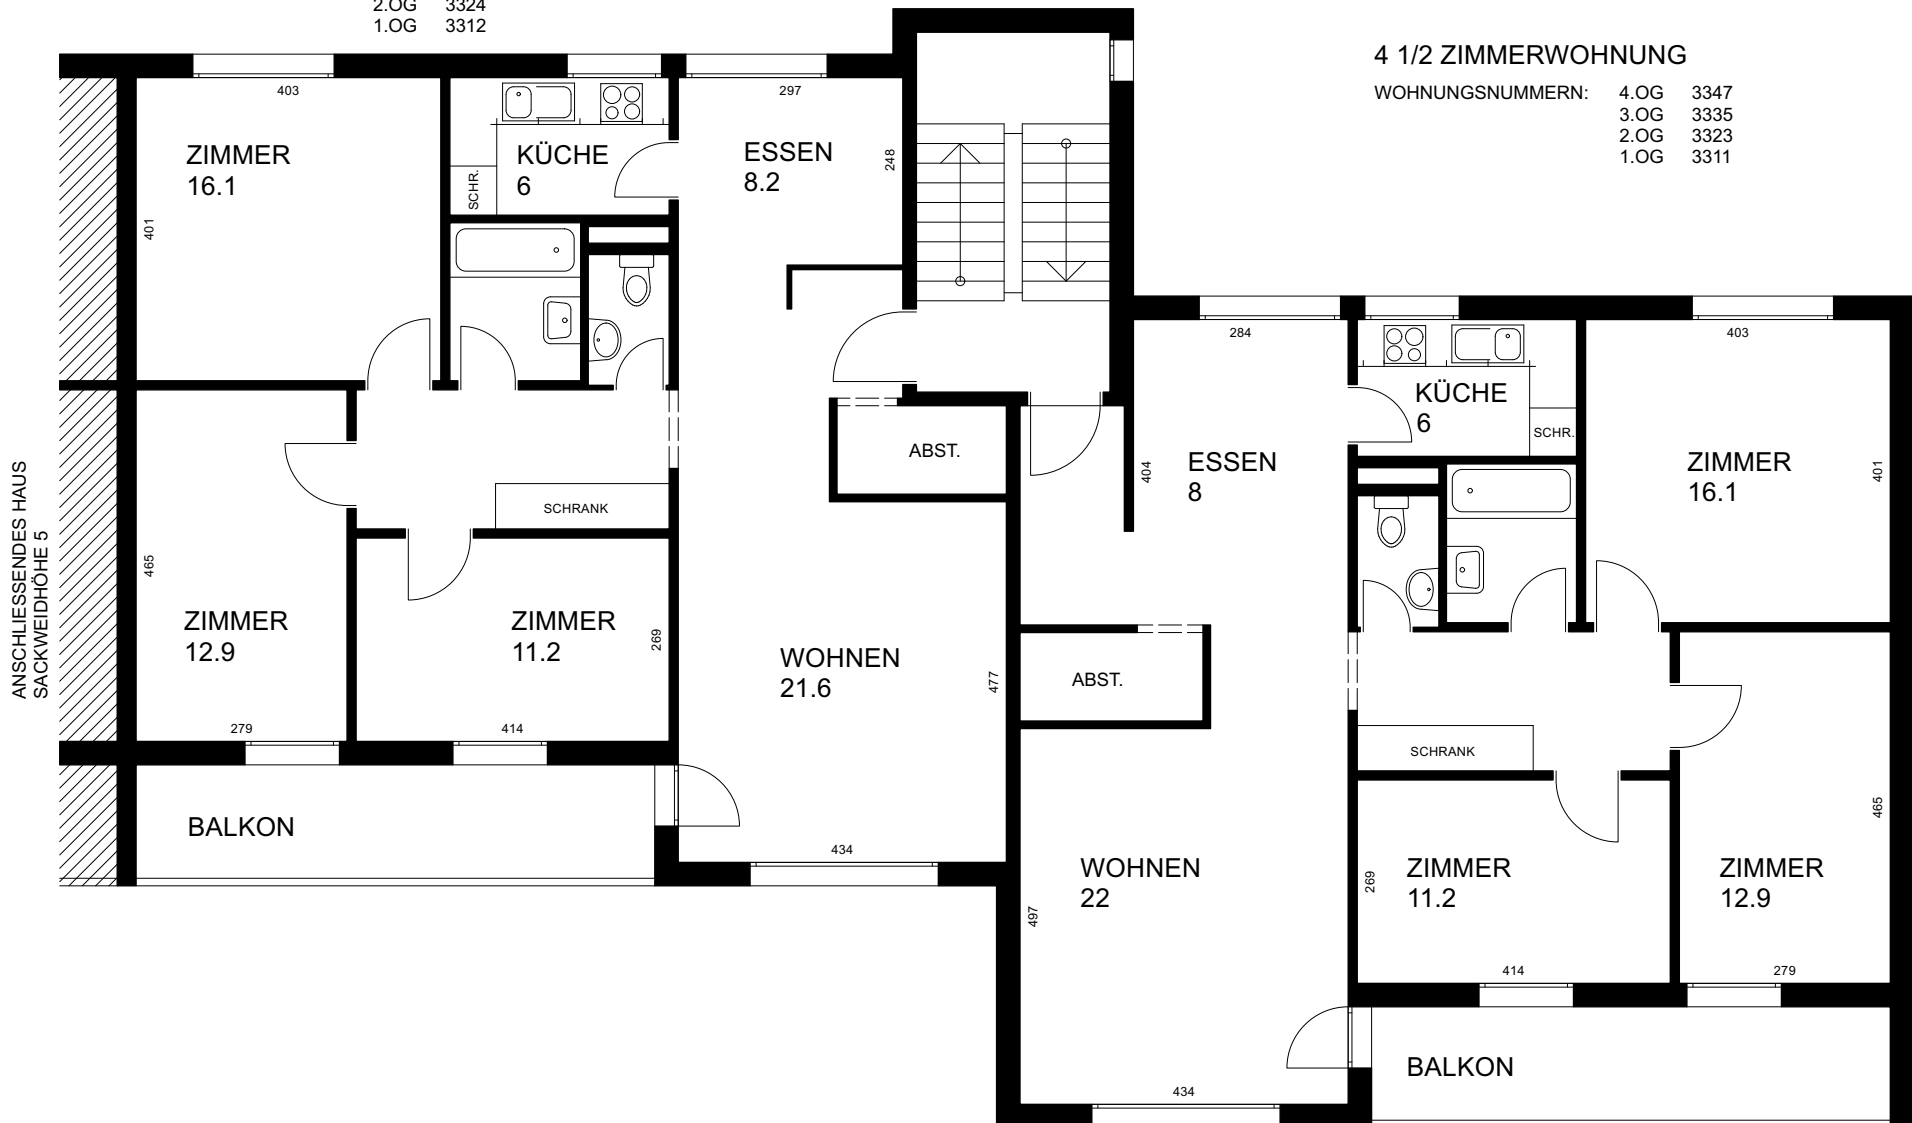 2.OG 3324
1.OG 3312
4 1/2 ZIMMERWOHNUNG
WOHNUNGSNUMMERN: 4.OG 3347
3.OG 3335
2.OG 3323
1.OG 3311
403
297
ZIMMER
16.1
KÜCHE
6
ESSEN
8.2
248
SCHR.
401
ABST.
SCHRANK
465
ZIMMER
12.9
ZIMMER
11.2
269
WOHNEN
21.6
477
279
414
BALKON
434
ANSCHLIESSENDES HAUS
SACKWEIDHÖHE 5
284
403
KÜCHE
6
SCHR.
404
ESSEN
8
ZIMMER
16.1
401
ABST.
SCHRANK
465
WOHNEN
22
497
269
ZIMMER
11.2
ZIMMER
12.9
414
279
BALKON
434